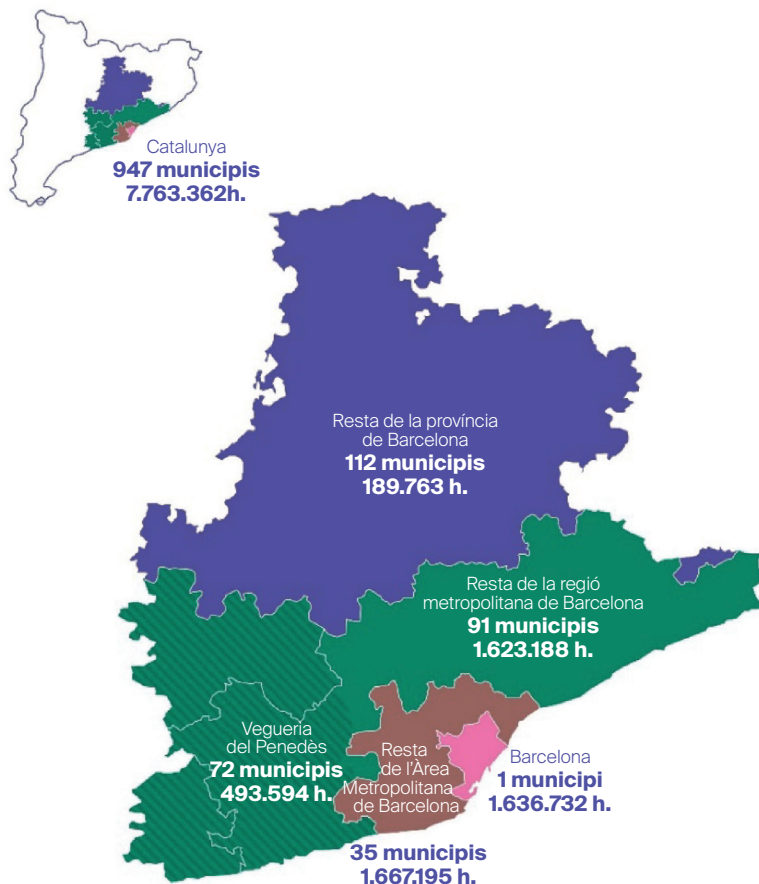 Catalunya
947 municipis
7.763.362h.
Resta de la província
de Barcelona
112 municipis
189.763 h.
Resta de la regió
metropolitana de Barcelona
91 municipis
1.623.188 h.
Vegueria
del Penedès
72 municipis
493.594 h.
Resta
de l'Àrea
Metropolitana
de Barcelona
35 municipis
1.667.195 h.
Barcelona
1 municipi
1.636.732 h.